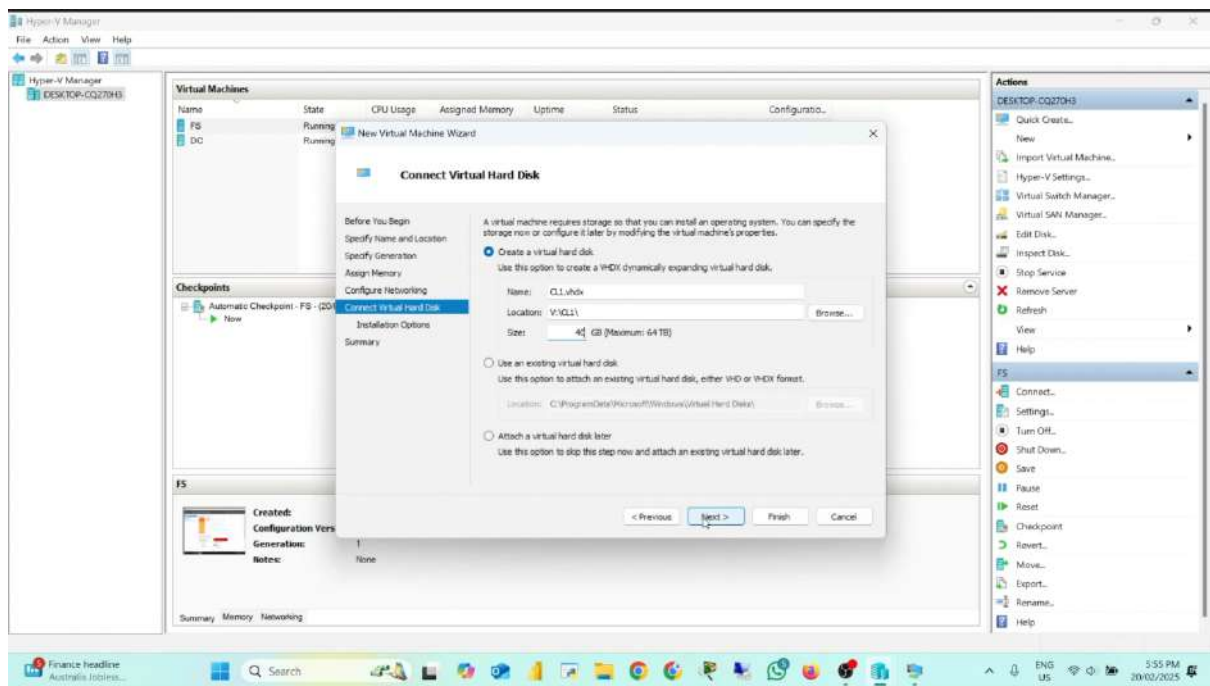 Hyper-V Manager
File Action View Help
Hyper-V Manager
DESKTOP-CQ270H3
Virtual Machines
Name State CPU Usage Assigned Memory Uptime Status Configuratio...
FS Running
DC Running
Checkpoints
Automatic Checkpoint - FS - (20/
Now
FS
Created:
Configuration Vers
Generation: 1
Notes: None
Summary Memory Networking
New Virtual Machine Wizard
Connect Virtual Hard Disk
Before You Begin
Specify Name and Location
Specify Generation
Assign Memory
Configure Networking
Connect Virtual Hard Disk
Installation Options
Summary
A virtual machine requires storage so that you can install an operating system. You can specify the
storage now or configure it later by modifying the virtual machine's properties.
Create a virtual hard disk
Use this option to create a VHDX dynamically expanding virtual hard disk.
Name: CL1.vhdx
Location: V:\CL1\ Browse...
Size: 40 GB (Maximum: 64 TB)
Use an existing virtual hard disk
Use this option to attach an existing virtual hard disk, either VHD or VHDX format.
Location: C:\ProgramData\Microsoft\Windows\Virtual Hard Disks\ Browse...
Attach a virtual hard disk later
Use this option to skip this step now and attach an existing virtual hard disk later.
< Previous Next > Finish Cancel
Actions
DESKTOP-CQ270H3
Quick Create...
New
Import Virtual Machine...
Hyper-V Settings...
Virtual Switch Manager...
Virtual SAN Manager...
Edit Disk...
Inspect Disk...
Stop Service
Remove Server
Refresh
View
Help
FS
Connect...
Settings...
Turn Off...
Shut Down...
Save
Pause
Reset
Checkpoint
Revert...
Move...
Export...
Rename...
Help
Finance headline
Australia Jobless...
Search
ENG
US
5:55 PM
20/02/2025